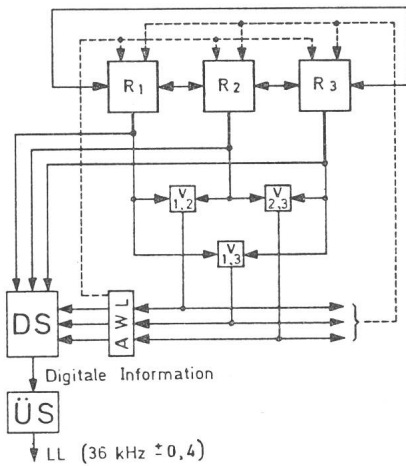 R1 R2 R3
V 1,2 V 2,3
V 1,3
DS AWL }
Digitale Information
ÜS
LL (36 kHz ± 0,4)